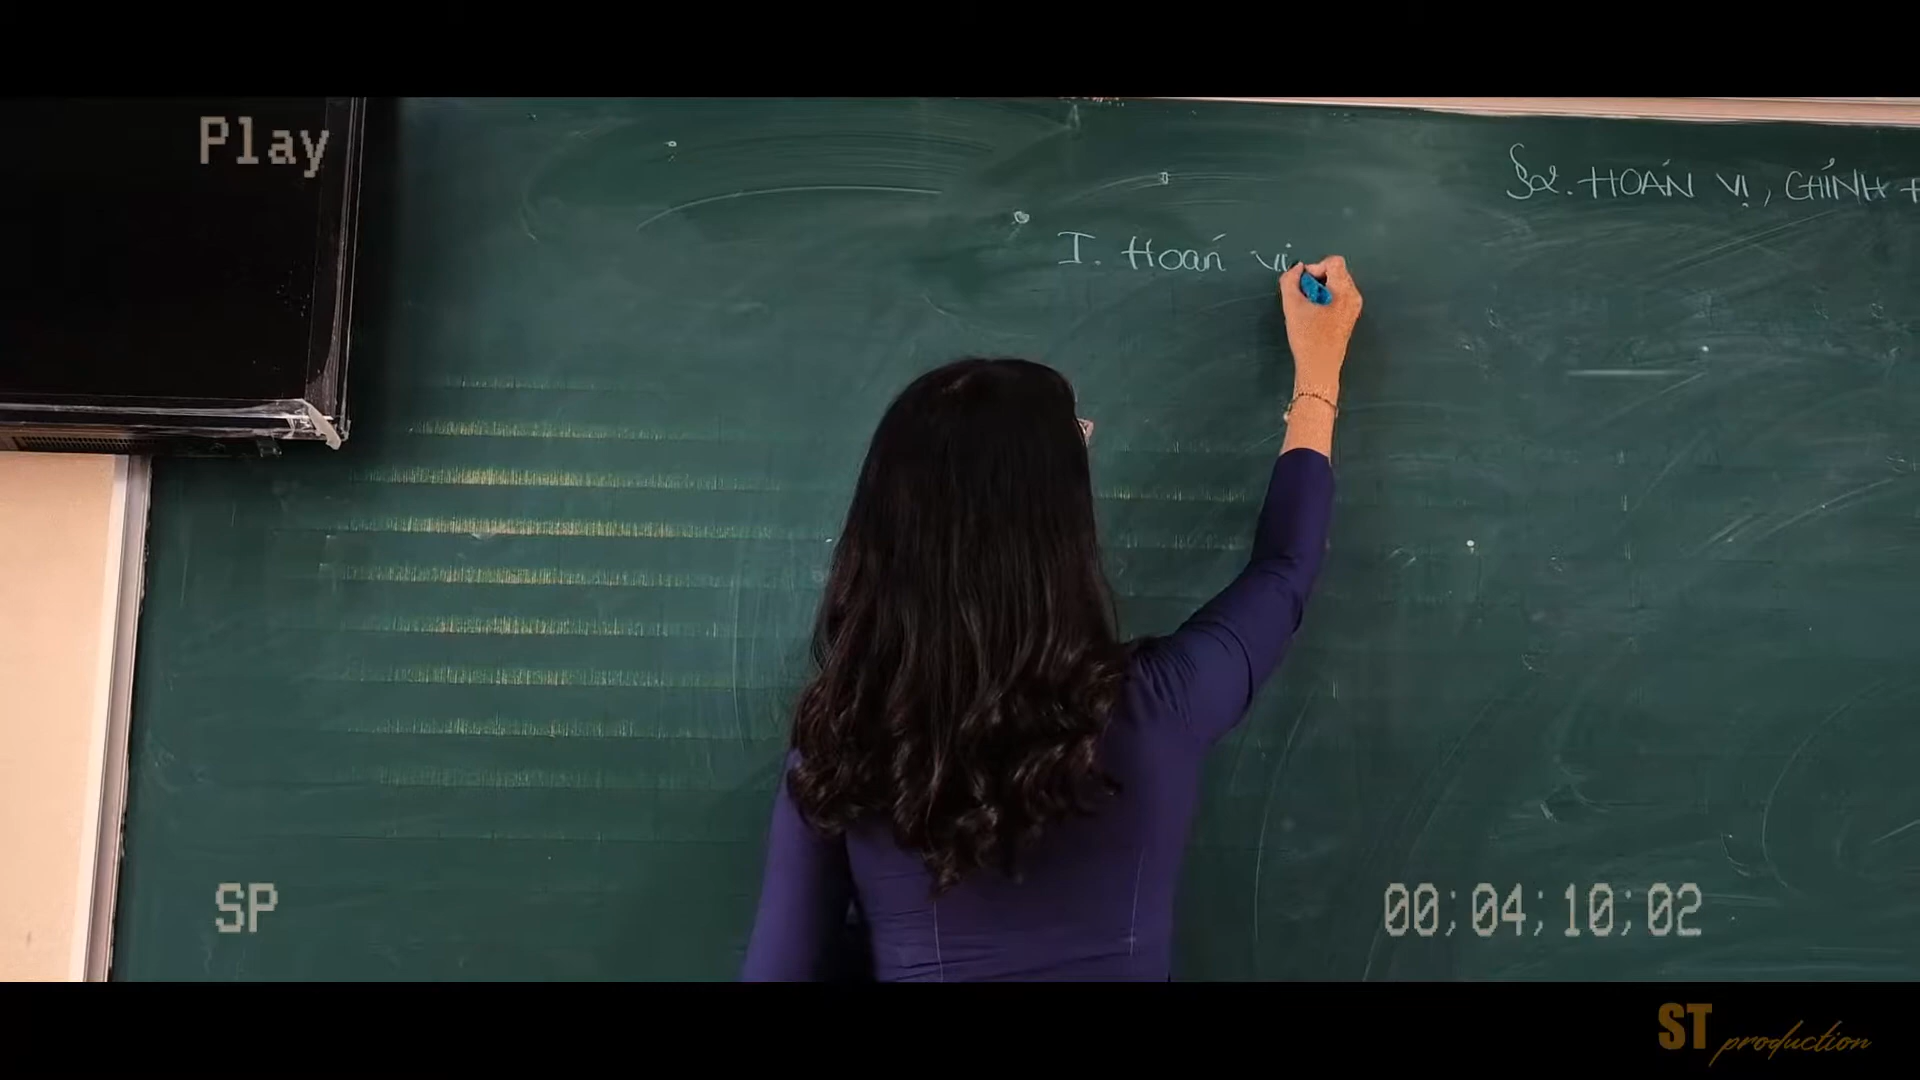 Play
§2. HOÁN VỊ, CHỈNH
I. Hoán vị
SP
00;04;10;02
ST production